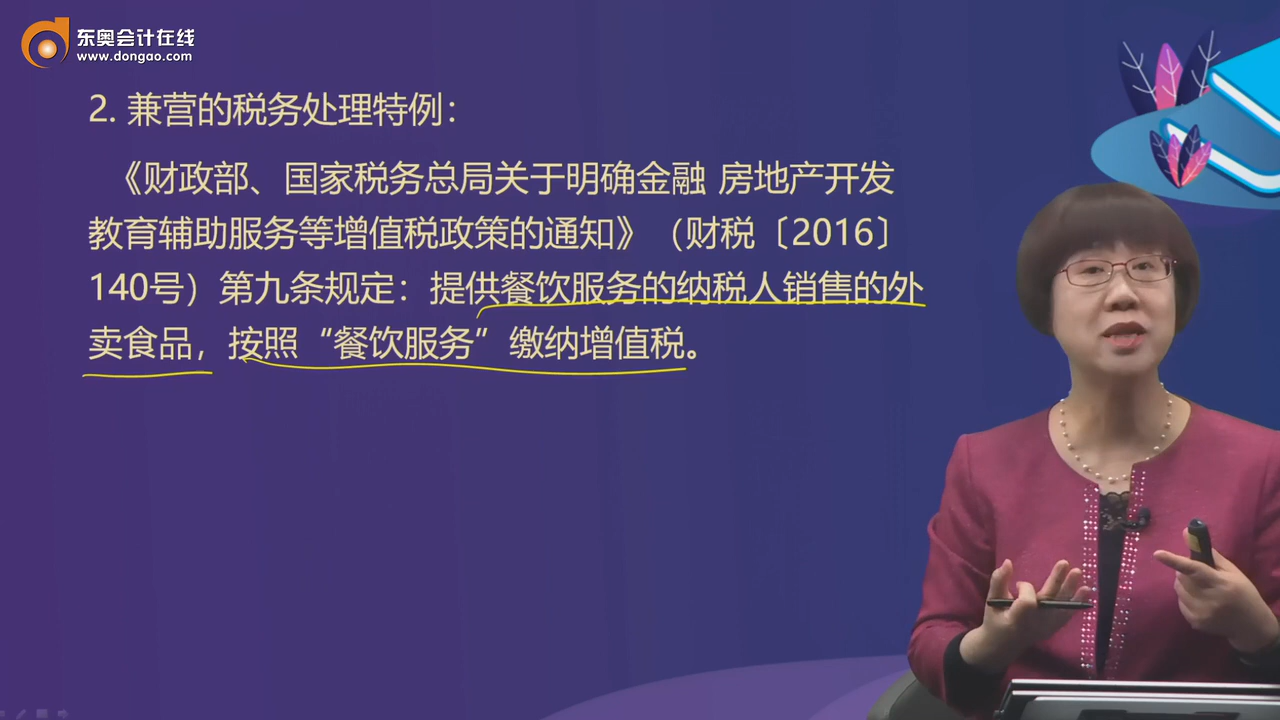 东奥会计在线
www.dongao.com
2. 兼营的税务处理特例：
《财政部、国家税务总局关于明确金融 房地产开发
教育辅助服务等增值税政策的通知》（财税〔2016〕
140号）第九条规定：提供餐饮服务的纳税人销售的外
卖食品，按照“餐饮服务”缴纳增值税。